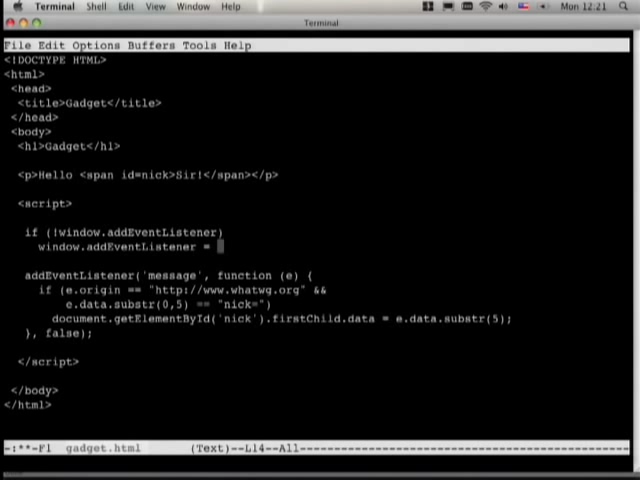 Terminal Shell Edit View Window Help Mon 12:21
Terminal
File Edit Options Buffers Tools Help
<!DOCTYPE HTML>
<html>
<head>
<title>Gadget</title>
</head>
<body>
<h1>Gadget</h1>
<p>Hello <span id=nick>Sir!</span></p>
<script>
if (!window.addEventListener)
window.addEventListener =
addEventListener('message', function (e) {
if (e.origin == "http://www.whatwg.org" &&
e.data.substr(0,5) == "nick=")
document.getElementById('nick').firstChild.data = e.data.substr(5);
}, false);
</script>
</body>
</html>
-:**-F1 gadget.html (Text)--L14--All----------------------------------------